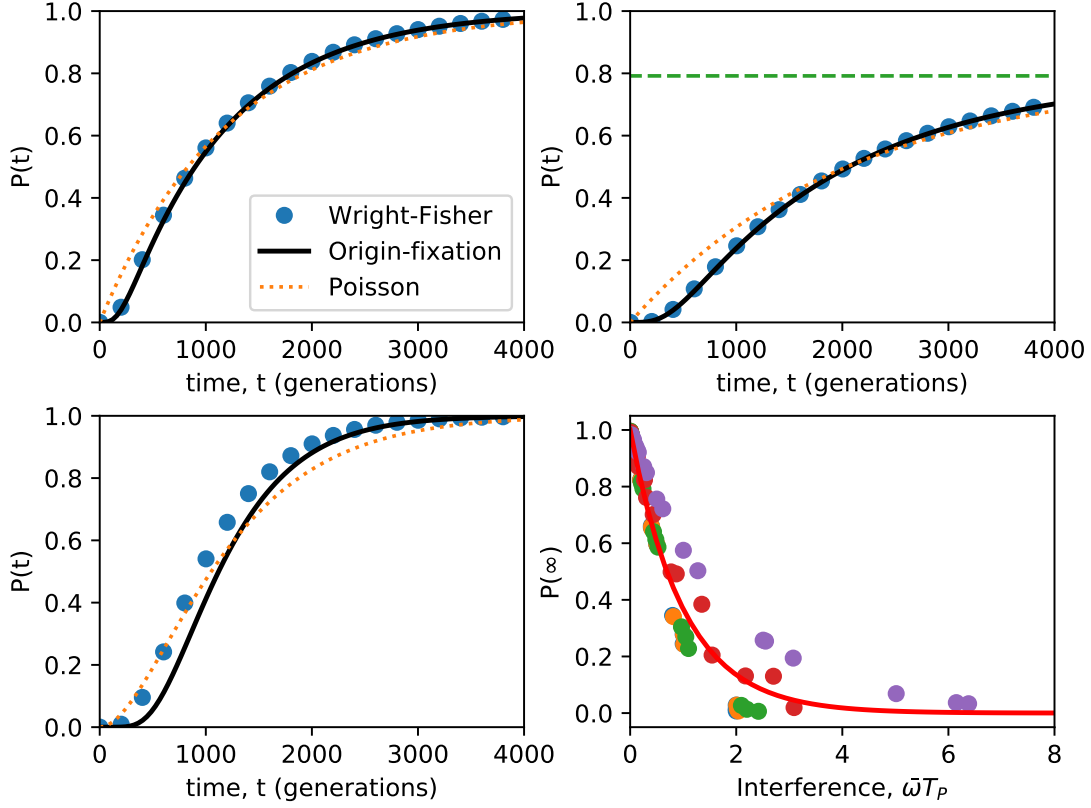 1.0
0.8
0.6
0.4
0.2
0.0
P(t)
Wright-Fisher
Origin-fixation
Poisson
0 1000 2000 3000 4000
time, t (generations)
1.0
0.8
0.6
0.4
0.2
0.0
P(t)
0 1000 2000 3000 4000
time, t (generations)
1.0
0.8
0.6
0.4
0.2
0.0
P(t)
0 1000 2000 3000 4000
time, t (generations)
1.0
0.8
0.6
0.4
0.2
0.0
P(∞)
0 2 4 6 8
Interference, ω̄T_P